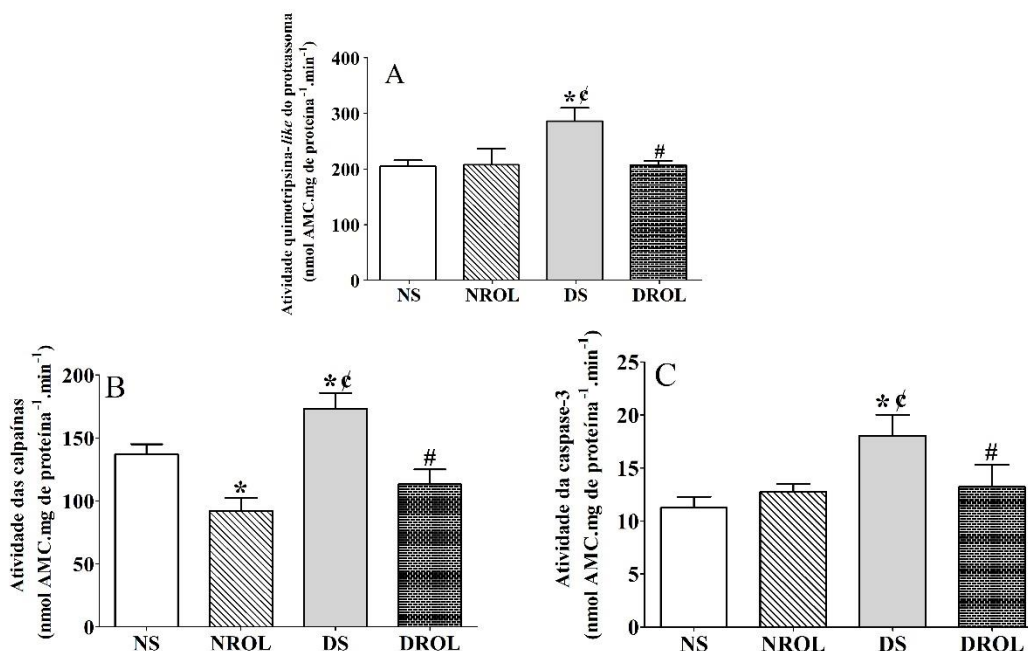 A
Atividade quimotripsina-like do proteassoma
(nmol AMC.mg de proteína⁻¹.min⁻¹)
400
300
200
100
0
*¢
#
NS NROL DS DROL
B
Atividade das calpaínas
(nmol AMC.mg de proteína⁻¹.min⁻¹)
200
150
100
50
0
*
*¢
#
NS NROL DS DROL
C
Atividade da caspase-3
(nmol AMC.mg de proteína⁻¹.min⁻¹)
25
20
15
10
5
0
*¢
#
NS NROL DS DROL